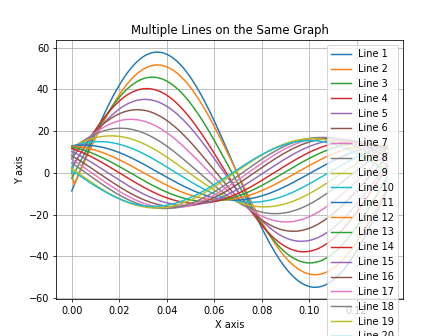 Multiple Lines on the Same Graph
60
40
20
0
−20
−40
−60
Y axis
0.00
0.02
0.04
0.06
0.08
0.10
X axis
Line 1
Line 2
Line 3
Line 4
Line 5
Line 6
Line 7
Line 8
Line 9
Line 10
Line 11
Line 12
Line 13
Line 14
Line 15
Line 16
Line 17
Line 18
Line 19
Line 20